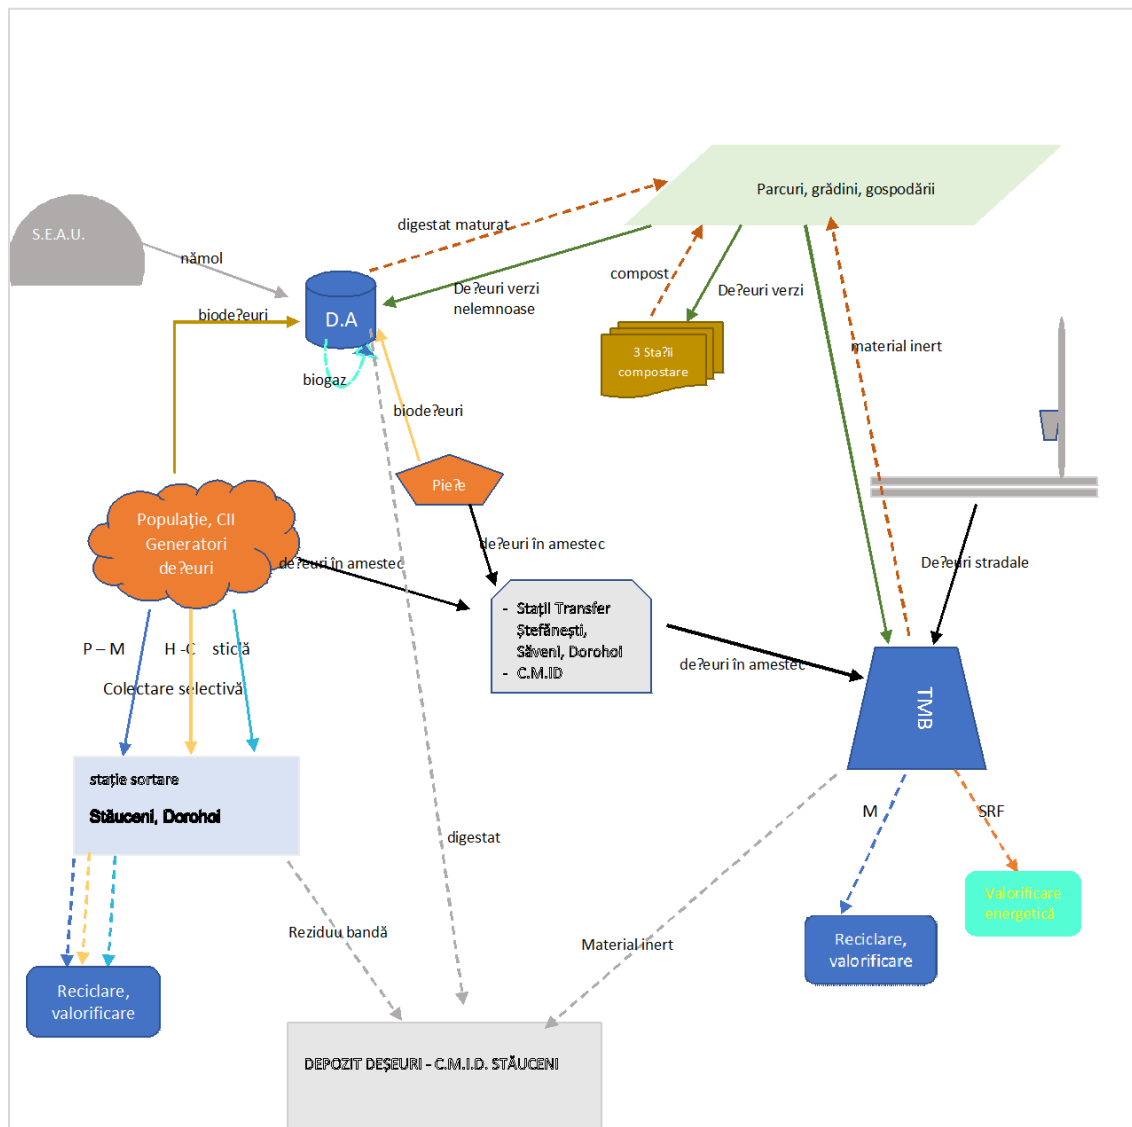 Parcuri, grădini, gospodării
S.E.A.U.
digestat maturat
nămol
compost
De?euri verzi
nelemnoase
De?euri verzi
biode?euri
D.A
material inert
3 Sta?ii
compostare
biogaz
biode?euri
Pie?e
Populaţie, CII
Generatori
de?euri
de?euri în amestec
de?euri în amestec
De?euri stradale
- Staţii Transfer
Ştefăneşti,
Săveni, Dorohoi
- C.M.ID
P – M
H -C
sticlă
de?euri în amestec
Colectare selectivă
TMB
staţie sortare
Stăuceni, Dorohoi
M
SRF
digestat
Valorificare
energetică
Reziduu bandă
Material inert
Reciclare,
valorificare
Reciclare,
valorificare
DEPOZIT DEŞEURI - C.M.I.D. STĂUCENI